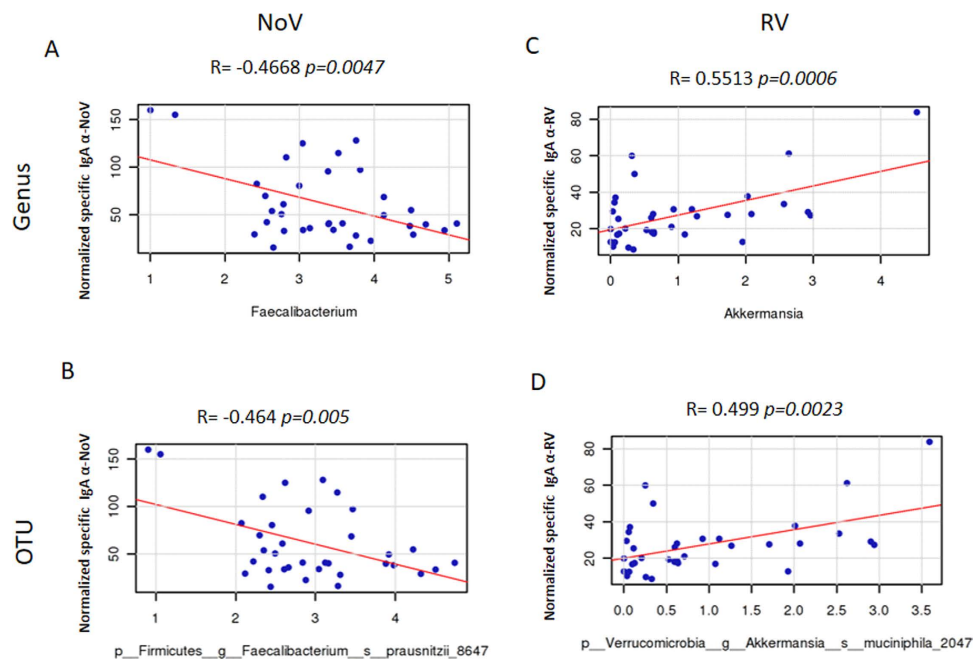 NoV
RV
A
R= -0.4668 p=0.0047
Genus
Normalized specific IgA α-NoV
150
100
50
1 2 3 4 5
Faecalibacterium
C
R= 0.5513 p=0.0006
Normalized specific IgA α-RV
80
60
40
20
0 1 2 3 4
Akkermansia
B
R= -0.464 p=0.005
OTU
Normalized specific IgA α-NoV
150
100
50
1 2 3 4
p__Firmicutes__g__Faecalibacterium__s__prausnitzii_8647
D
R= 0.499 p=0.0023
Normalized specific IgA α-RV
80
60
40
20
0.0 0.5 1.0 1.5 2.0 2.5 3.0 3.5
p__Verrucomicrobia__g__Akkermansia__s__muciniphila_2047